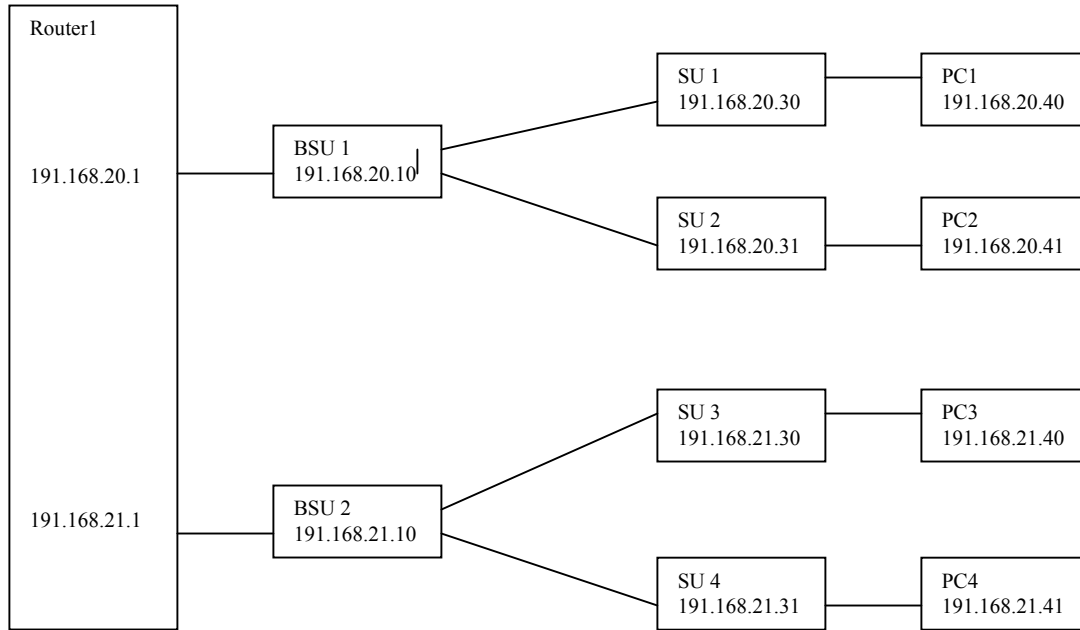 Router1
191.168.20.1
191.168.21.1
BSU 1
191.168.20.10
SU 1
191.168.20.30
PC1
191.168.20.40
SU 2
191.168.20.31
PC2
191.168.20.41
BSU 2
191.168.21.10
SU 3
191.168.21.30
PC3
191.168.21.40
SU 4
191.168.21.31
PC4
191.168.21.41